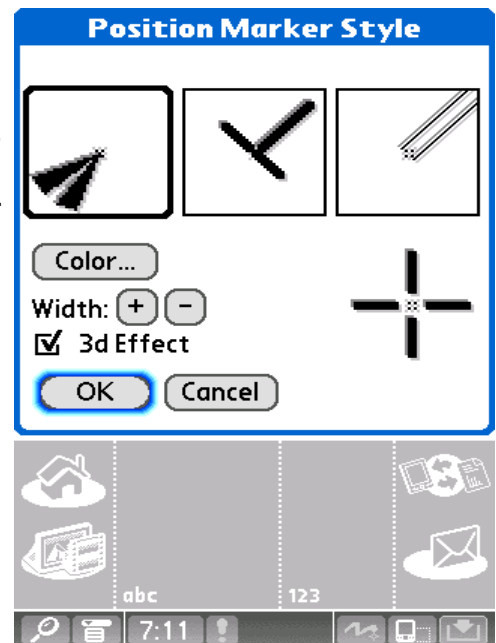 Position Marker Style
Color...
Width: + -
3d Effect
OK Cancel
abc 123
7:11